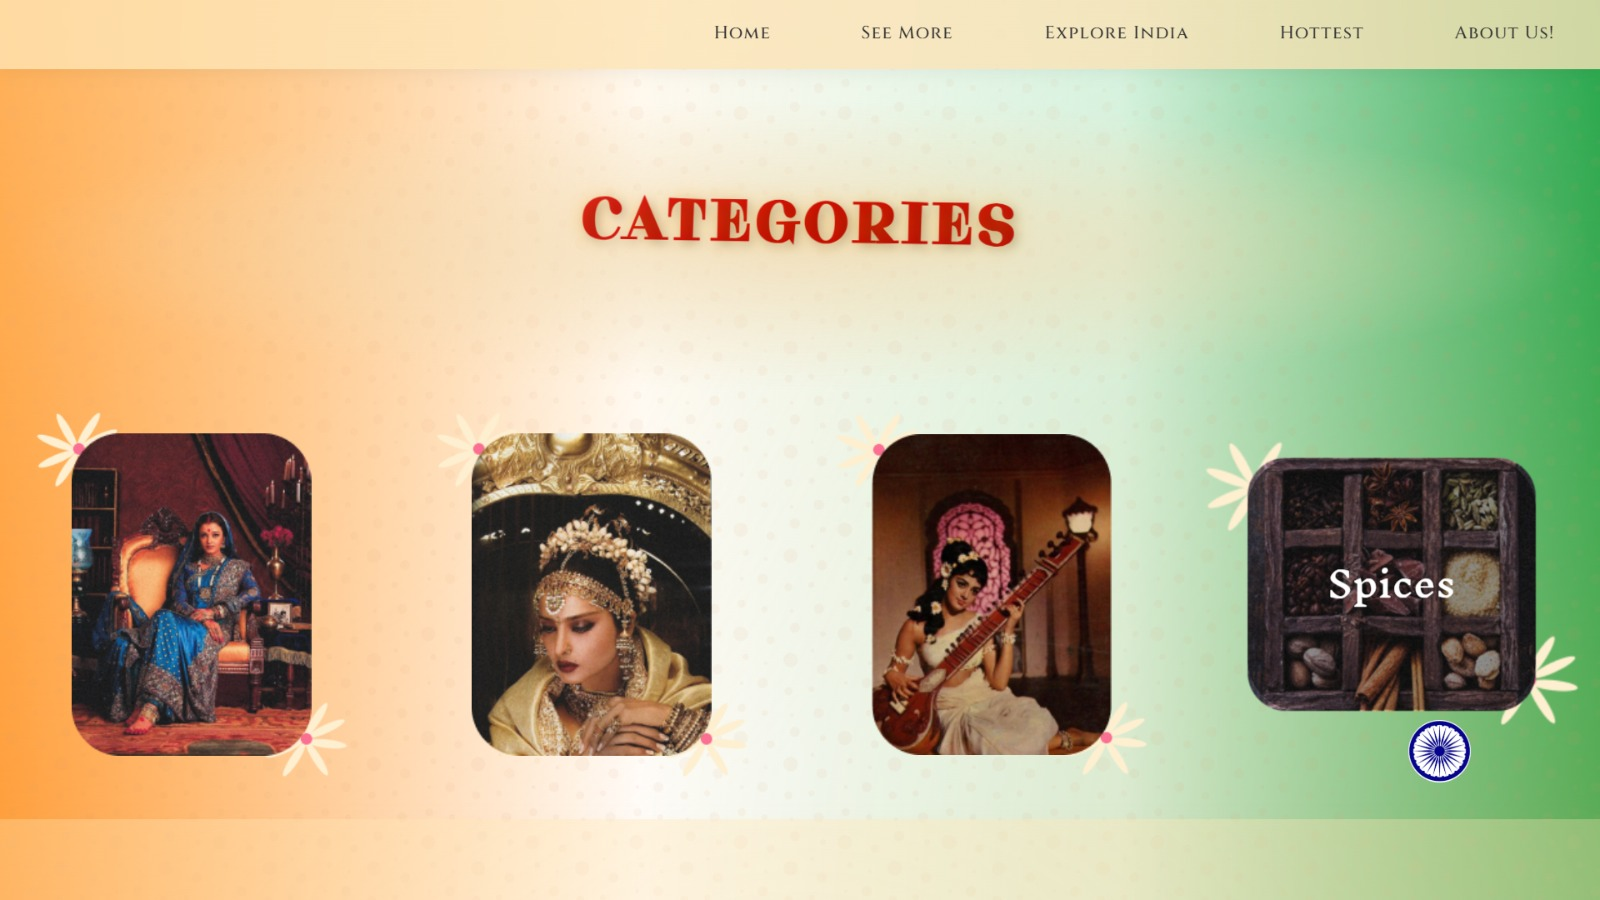 Home
See More
Explore India
Hottest
About Us!
CATEGORIES
Spices